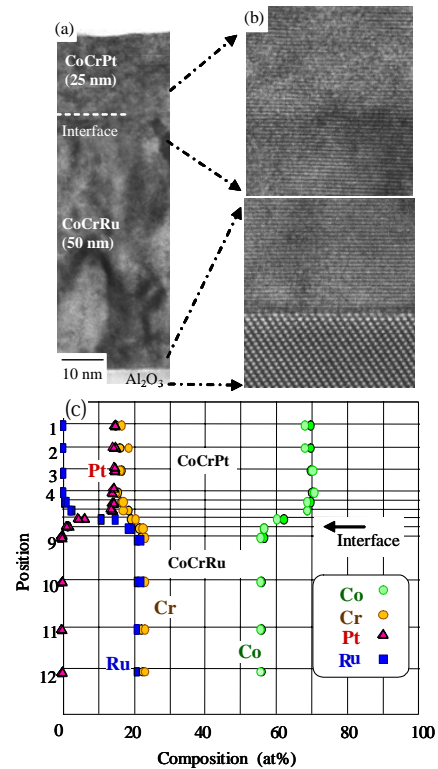 (a)
CoCrPt
(25 nm)
Interface
CoCrRu
(50 nm)
10 nm
Al₂O₃
(b)
(c)
1
2
3
4
9
10
11
12
Position
Pt
CoCrPt
Interface
CoCrRu
Cr
Ru
Co
Co
Cr
Pt
Ru
0 20 40 60 80 100
Composition (at%)